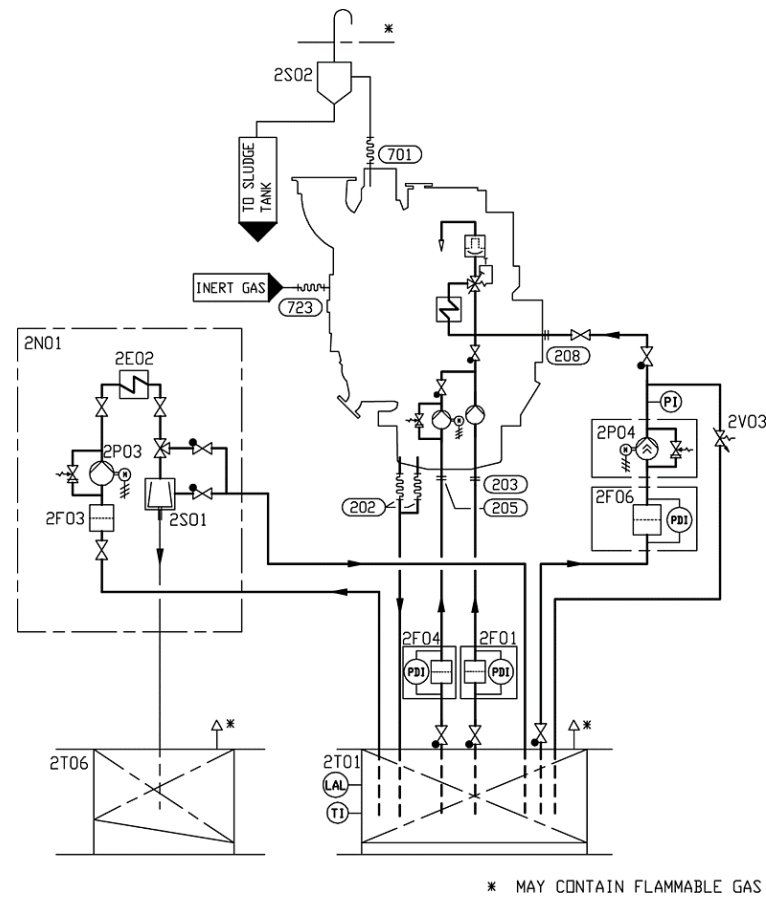 *
2S02
701
TO SLUDGE
TANK
INERT GAS
723
2N01
2E02
208
PI
2V03
2P03
M
2P04
M
M
2F06
203
202
205
2F03
2S01
PDI
2F04
2F01
PDI
PDI
*
*
2T06
2T01
LAL
TI
* MAY CONTAIN FLAMMABLE GAS